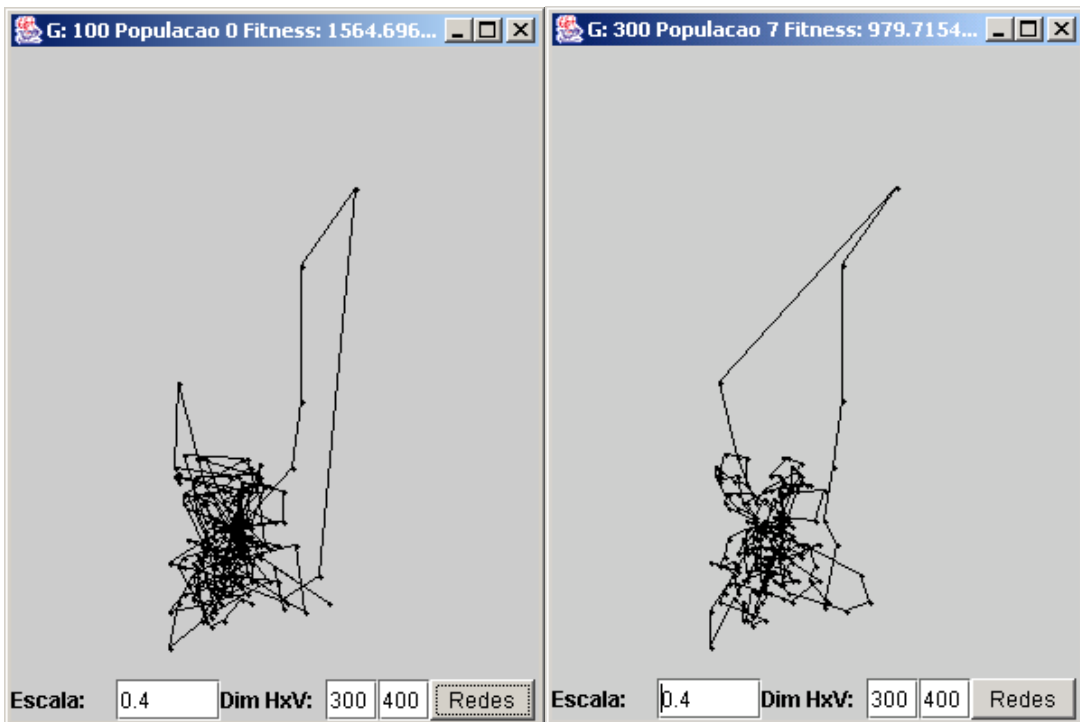 G: 100 Populacao 0 Fitness: 1564.696...
Escala: 0.4 Dim HxV: 300 400 Redes
G: 300 Populacao 7 Fitness: 979.7154...
Escala: 0.4 Dim HxV: 300 400 Redes